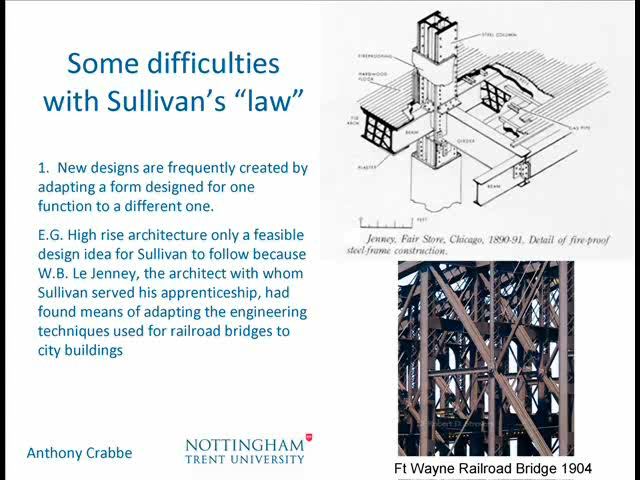 Some difficulties
with Sullivan's "law"
1. New designs are frequently created by
adapting a form designed for one
function to a different one.
E.G. High rise architecture only a feasible
design idea for Sullivan to follow because
W.B. Le Jenney, the architect with whom
Sullivan served his apprenticeship, had
found means of adapting the engineering
techniques used for railroad bridges to
city buildings
Anthony Crabbe
NOTTINGHAM
TRENT UNIVERSITY
STEEL COLUMN
FIREPROOFING
HARDWOOD
FLOOR
TILE
ARCH
BEAM
GIRDER
GAS PIPE
PLASTER
BEAM
FEET
Jenney, Fair Store, Chicago, 1890-91. Detail of fire-proof
steel-frame construction.
Ft Wayne Railroad Bridge 1904